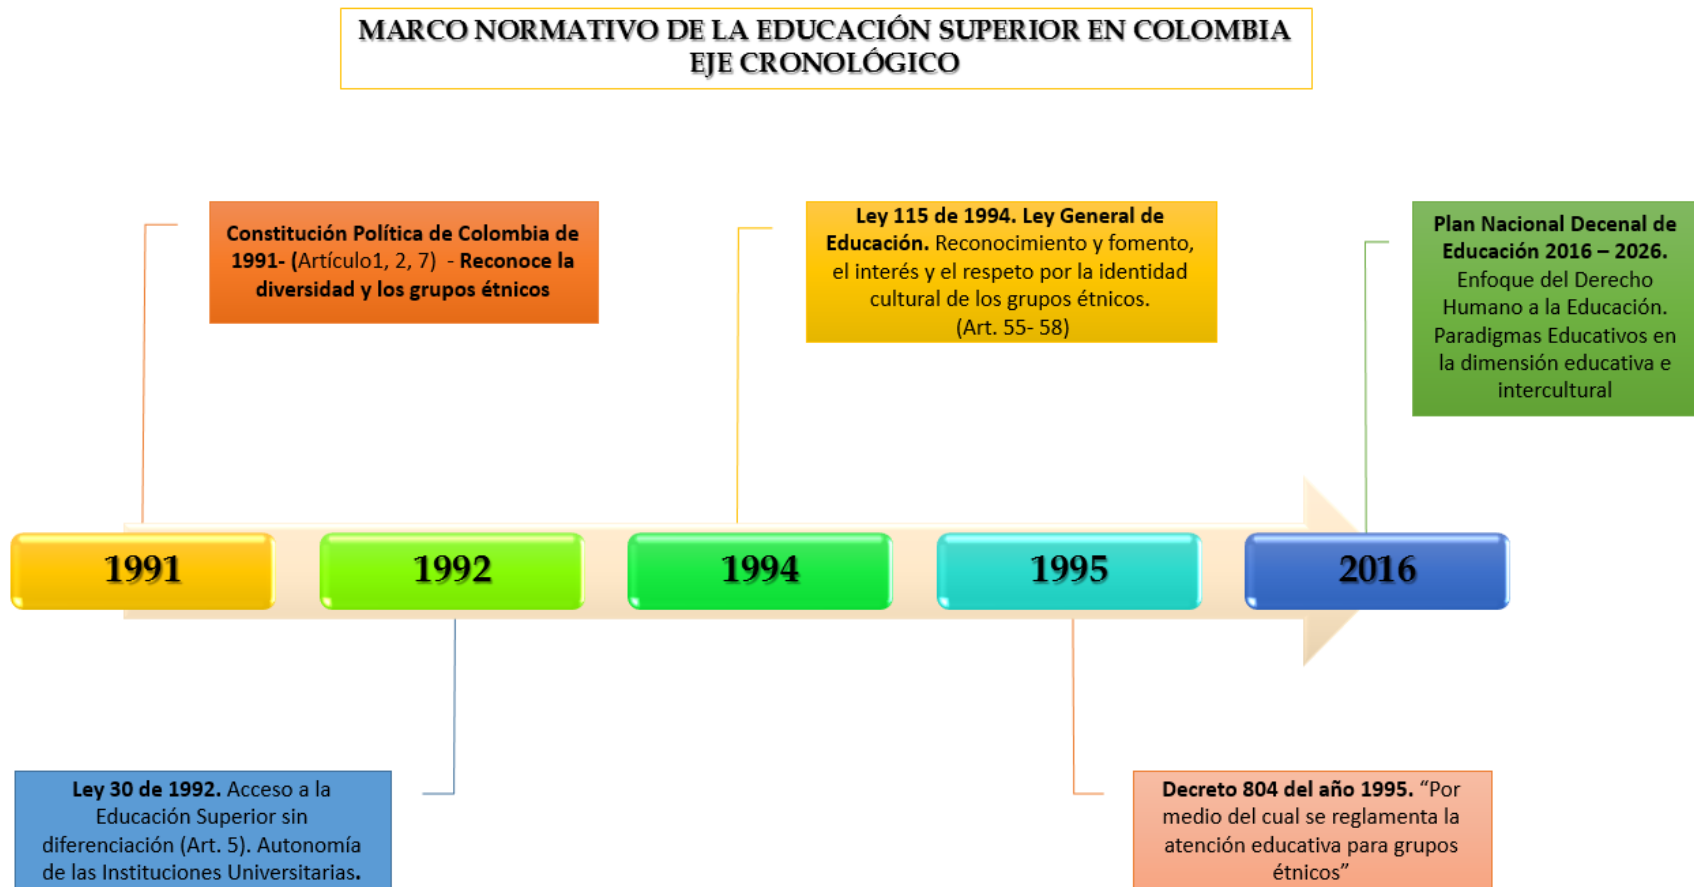 MARCO NORMATIVO DE LA EDUCACIÓN SUPERIOR EN COLOMBIA
EJE CRONOLÓGICO
Constitución Política de Colombia de
1991- (Artículo1, 2, 7) - Reconoce la
diversidad y los grupos étnicos
Ley 115 de 1994. Ley General de
Educación. Reconocimiento y fomento,
el interés y el respeto por la identidad
cultural de los grupos étnicos.
(Art. 55- 58)
Plan Nacional Decenal de
Educación 2016 – 2026.
Enfoque del Derecho
Humano a la Educación.
Paradigmas Educativos en
la dimensión educativa e
intercultural
1991
1992
1994
1995
2016
Ley 30 de 1992. Acceso a la
Educación Superior sin
diferenciación (Art. 5). Autonomía
de las Instituciones Universitarias.
Decreto 804 del año 1995. “Por
medio del cual se reglamenta la
atención educativa para grupos
étnicos”